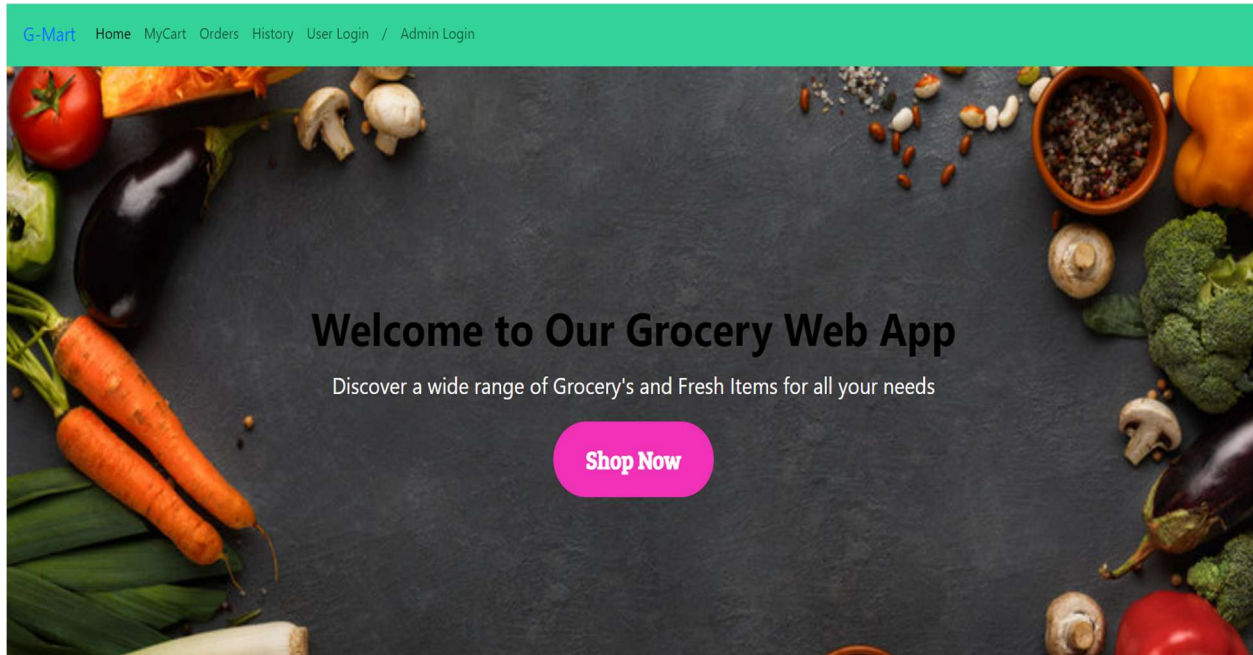 G-Mart Home MyCart Orders History User Login / Admin Login
Welcome to Our Grocery Web App
Discover a wide range of Grocery's and Fresh Items for all your needs
Shop Now